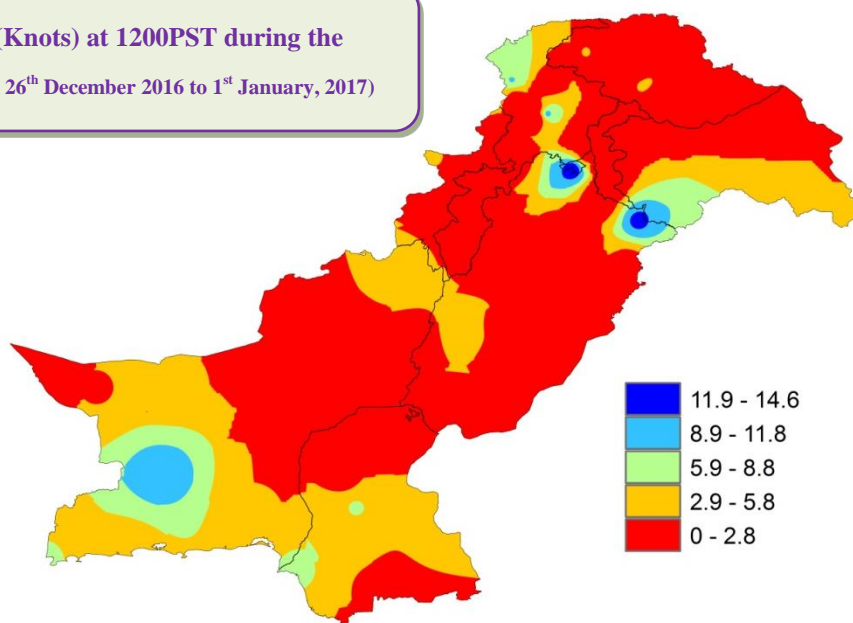 (Knots) at 1200PST during the
26th December 2016 to 1st January, 2017)
11.9 - 14.6
8.9 - 11.8
5.9 - 8.8
2.9 - 5.8
0 - 2.8